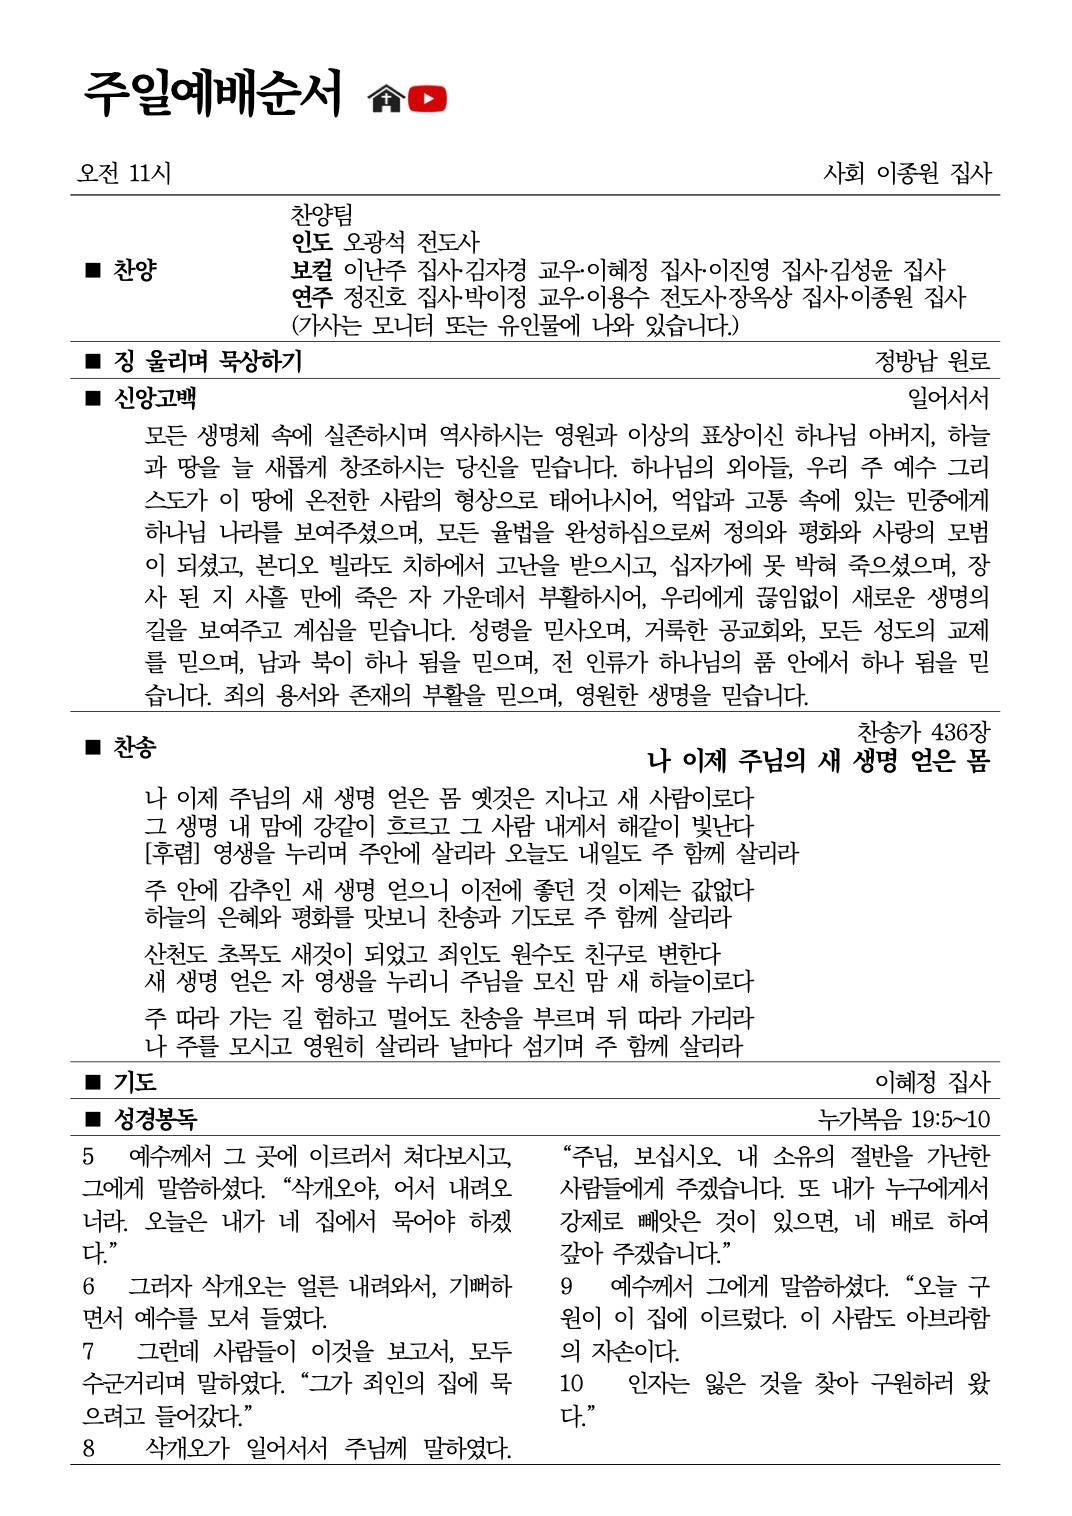 주일예배순서
오전 11시 사회 이종원 집사
찬양팀
인도 오광석 전도사
■ 찬양 보컬 이난주 집사·김자경 교우·이혜정 집사·이진영 집사·김성윤 집사
연주 정진호 집사·박이정 교우·이용수 전도사·장옥상 집사·이종원 집사
(가사는 모니터 또는 유인물에 나와 있습니다.)
■ 징 울리며 묵상하기 정방남 원로
■ 신앙고백 일어서서
모든 생명체 속에 실존하시며 역사하시는 영원과 이상의 표상이신 하나님 아버지, 하늘
과 땅을 늘 새롭게 창조하시는 당신을 믿습니다. 하나님의 외아들, 우리 주 예수 그리
스도가 이 땅에 온전한 사람의 형상으로 태어나시어, 억압과 고통 속에 있는 민중에게
하나님 나라를 보여주셨으며, 모든 율법을 완성하심으로써 정의와 평화와 사랑의 모범
이 되셨고, 본디오 빌라도 치하에서 고난을 받으시고, 십자가에 못 박혀 죽으셨으며, 장
사 된 지 사흘 만에 죽은 자 가운데서 부활하시어, 우리에게 끊임없이 새로운 생명의
길을 보여주고 계심을 믿습니다. 성령을 믿사오며, 거룩한 공교회와, 모든 성도의 교제
를 믿으며, 남과 북이 하나 됨을 믿으며, 전 인류가 하나님의 품 안에서 하나 됨을 믿
습니다. 죄의 용서와 존재의 부활을 믿으며, 영원한 생명을 믿습니다.
찬송가 436장
■ 찬송 나 이제 주님의 새 생명 얻은 몸
나 이제 주님의 새 생명 얻은 몸 옛것은 지나고 새 사람이로다
그 생명 내 맘에 강같이 흐르고 그 사람 내게서 해같이 빛난다
[후렴] 영생을 누리며 주안에 살리라 오늘도 내일도 주 함께 살리라
주 안에 감추인 새 생명 얻으니 이전에 좋던 것 이제는 값없다
하늘의 은혜와 평화를 맛보니 찬송과 기도로 주 함께 살리라
산천도 초목도 새것이 되었고 죄인도 원수도 친구로 변한다
새 생명 얻은 자 영생을 누리니 주님을 모신 맘 새 하늘이로다
주 따라 가는 길 험하고 멀어도 찬송을 부르며 뒤 따라 가리라
나 주를 모시고 영원히 살리라 날마다 섬기며 주 함께 살리라
■ 기도 이혜정 집사
■ 성경봉독 누가복음 19:5~10
5 예수께서 그 곳에 이르러서 쳐다보시고,
그에게 말씀하셨다. “삭개오야, 어서 내려오
너라. 오늘은 내가 네 집에서 묵어야 하겠
다.”
6 그러자 삭개오는 얼른 내려와서, 기뻐하
면서 예수를 모셔 들였다.
7 그런데 사람들이 이것을 보고서, 모두
수군거리며 말하였다. “그가 죄인의 집에 묵
으려고 들어갔다.”
8 삭개오가 일어서서 주님께 말하였다.
“주님, 보십시오. 내 소유의 절반을 가난한
사람들에게 주겠습니다. 또 내가 누구에게서
강제로 빼앗은 것이 있으면, 네 배로 하여
갚아 주겠습니다.”
9 예수께서 그에게 말씀하셨다. “오늘 구
원이 이 집에 이르렀다. 이 사람도 아브라함
의 자손이다.
10 인자는 잃은 것을 찾아 구원하러 왔
다.”